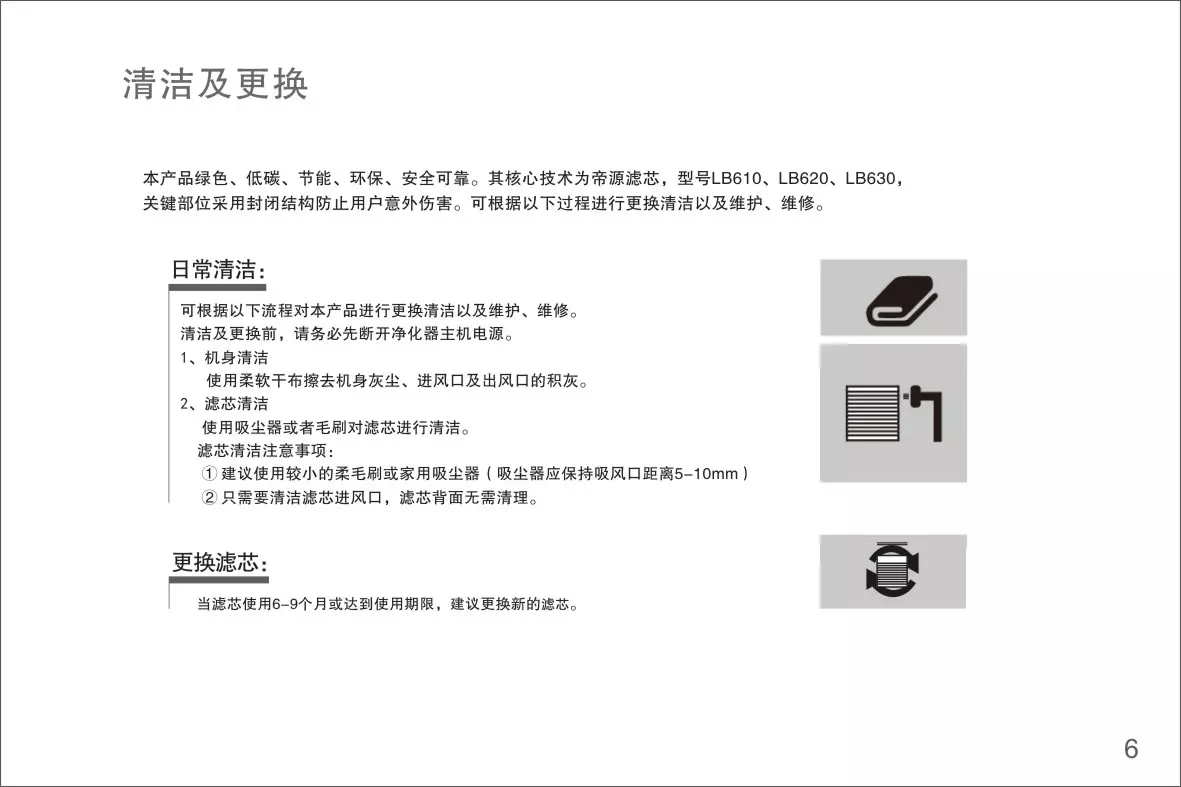 清洁及更换
本产品绿色、低碳、节能、环保、安全可靠。其核心技术为帝源滤芯，型号LB610、LB620、LB630，
关键部位采用封闭结构防止用户意外伤害。可根据以下过程进行更换清洁以及维护、维修。
日常清洁：
可根据以下流程对本产品进行更换清洁以及维护、维修。
清洁及更换前，请务必先断开净化器主机电源。
1、机身清洁
使用柔软干布擦去机身灰尘、进风口及出风口的积灰。
2、滤芯清洁
使用吸尘器或者毛刷对滤芯进行清洁。
滤芯清洁注意事项：
① 建议使用较小的柔毛刷或家用吸尘器（吸尘器应保持吸风口距离5-10mm）
② 只需要清洁滤芯进风口，滤芯背面无需清理。
更换滤芯：
当滤芯使用6-9个月或达到使用期限，建议更换新的滤芯。
6